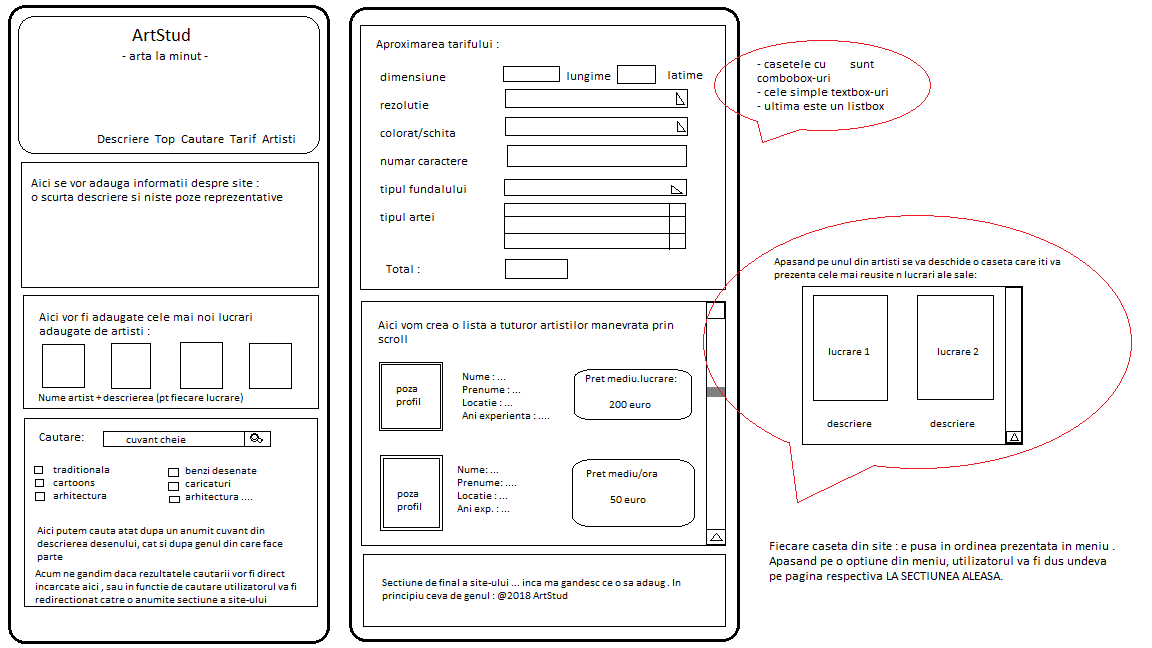 ArtStud
- arta la minut -
Descriere Top Cautare Tarif Artisti
Aici se vor adauga informatii despre site :
o scurta descriere si niste poze reprezentative
Aici vor fi adaugate cele mai noi lucrari
adaugate de artisti :
Nume artist + descrierea (pt fiecare lucrare)
Cautare:
cuvant cheie
traditionala
benzi desenate
cartoons
caricaturi
arhitectura
arhitectura ....
Aici putem cauta atat dupa un anumit cuvant din
descrierea desenului, cat si dupa genul din care face
parte
Acum ne gandim daca rezultatele cautarii vor fi direct
incarcate aici , sau in functie de cautare utilizatorul va fi
redirectionat catre o anumite sectiune a site-ului
Aproximarea tarifului :
dimensiune lungime latime
rezolutie
colorat/schita
numar caractere
tipul fundalului
tipul artei
Total :
Aici vom crea o lista a tuturor artistilor manevrata prin
scroll
poza
profil
Nume : ...
Prenume : ...
Locatie : ...
Ani experienta : ....
Pret mediu.lucrare:
200 euro
poza
profil
Nume: ...
Prenume: ....
Locatie : ...
Ani exp. : ...
Pret mediu/ora
50 euro
Sectiune de final a site-ului ... inca ma gandesc ce o sa adaug . In
principiu ceva de genul : @2018 ArtStud
- casetele cu sunt
combobox-uri
- cele simple textbox-uri
- ultima este un listbox
Apasand pe unul din artisti se va deschide o caseta care iti va
prezenta cele mai reusite n lucrari ale sale:
lucrare 1
lucrare 2
descriere
descriere
Fiecare caseta din site : e pusa in ordinea prezentata in meniu .
Apasand pe o optiune din meniu, utilizatorul va fi dus undeva
pe pagina respectiva LA SECTIUNEA ALEASA.